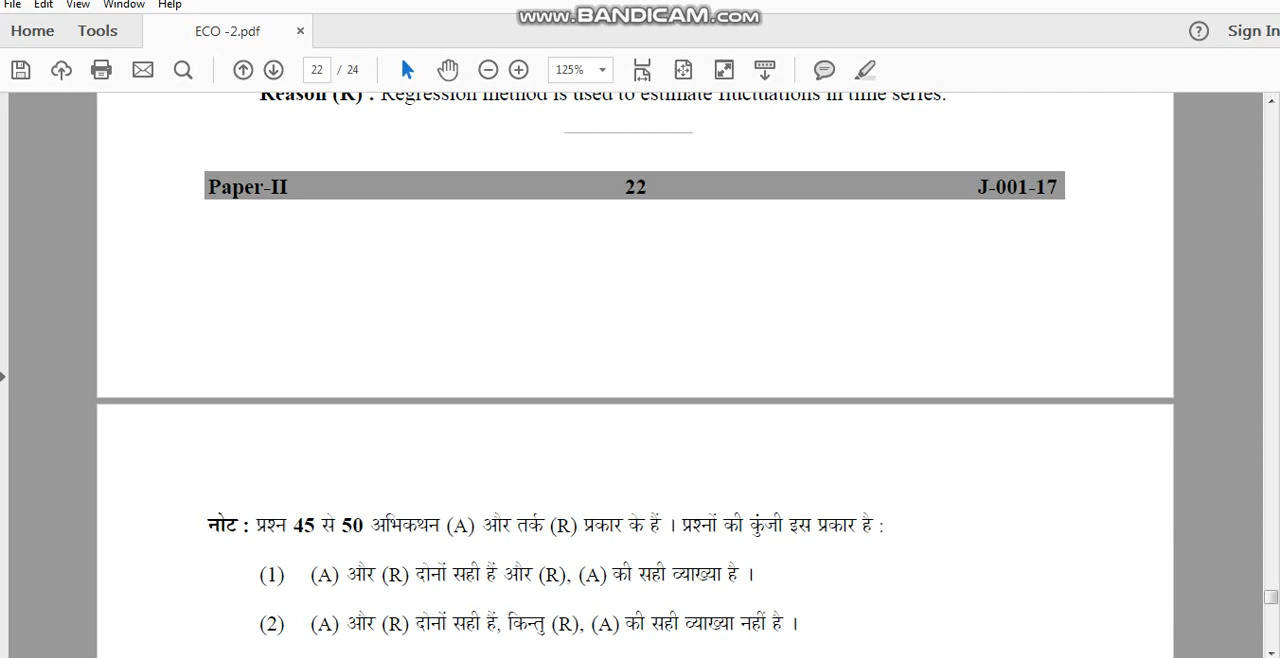 File Edit View Window Help
www.BANDICAM.com
Home Tools ECO -2.pdf × ? Sign In
22 / 24 125%
Reason (R) : Regression method is used to estimate fluctuations in time series.
Paper-II 22 J-001-17
नोट : प्रश्न 45 से 50 अभिकथन (A) और तर्क (R) प्रकार के हैं । प्रश्नों की कुंजी इस प्रकार है :
(1) (A) और (R) दोनों सही हैं और (R), (A) की सही व्याख्या है ।
(2) (A) और (R) दोनों सही हैं, किन्तु (R), (A) की सही व्याख्या नहीं है ।